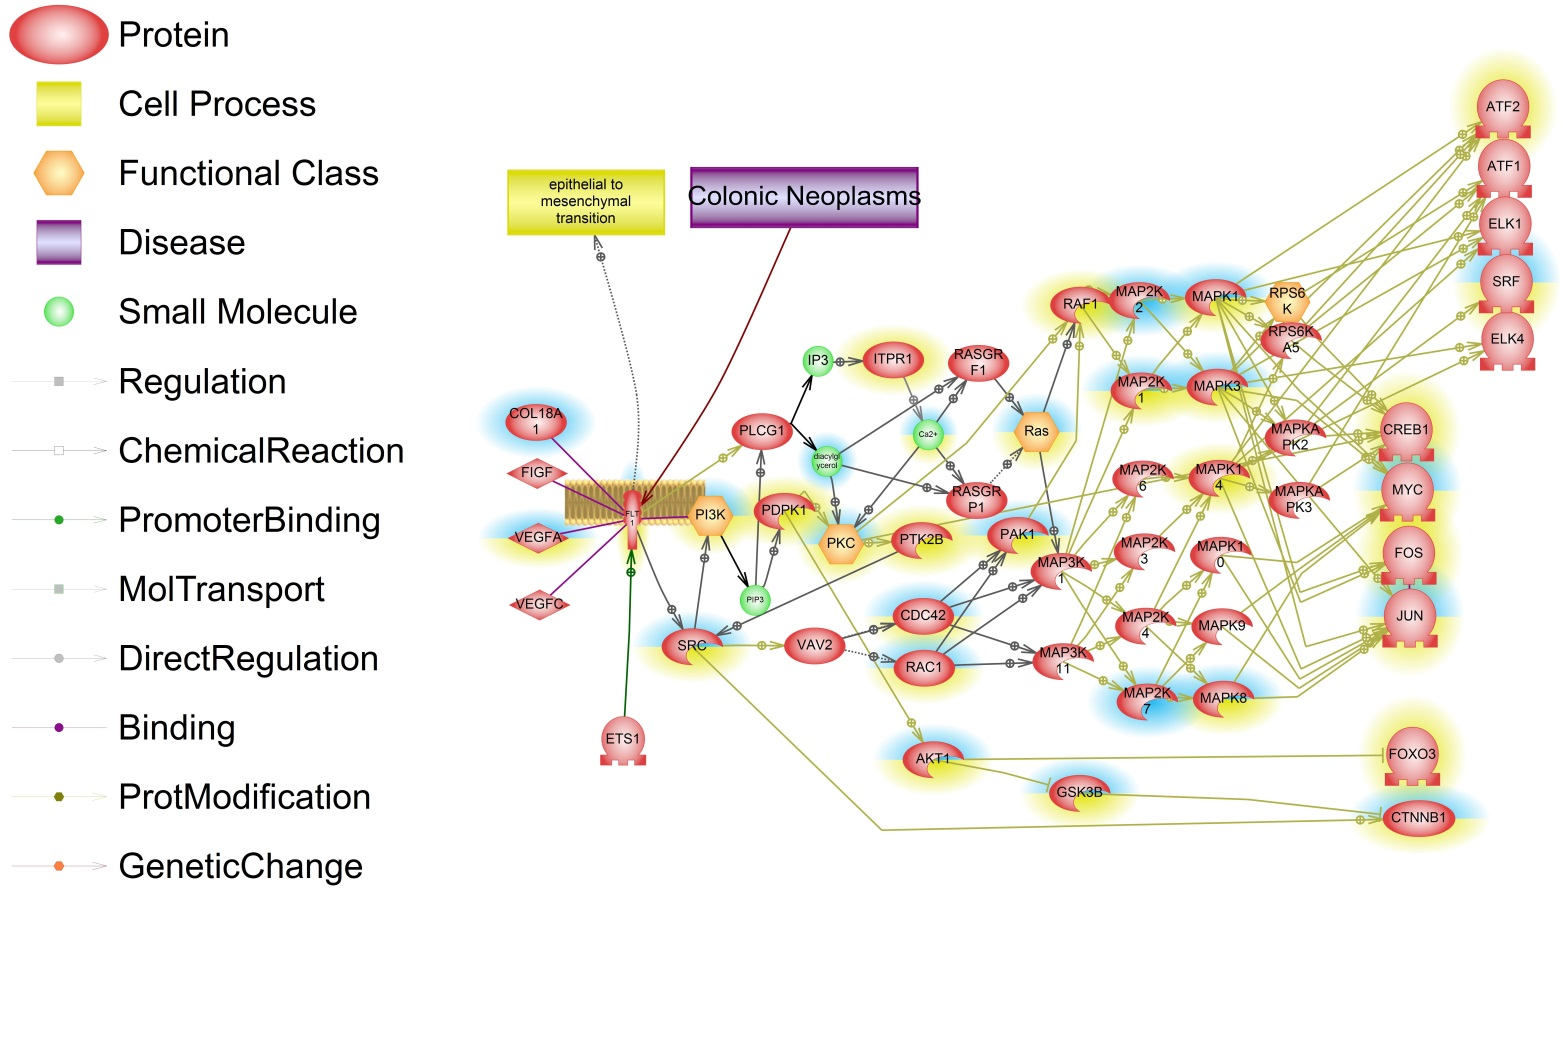 Protein
Cell Process
Functional Class
Disease
Small Molecule
Regulation
ChemicalReaction
PromoterBinding
MolTransport
DirectRegulation
Binding
ProtModification
GeneticChange
epithelial to
mesenchymal
transition
Colonic Neoplasms
COL18A
1
FIGF
VEGFA
VEGFC
FLT
1
ETS1
PI3K
SRC
PLCG1
PDPK1
PIP3
IP3
diacylgl
ycerol
PKC
VAV2
ITPR1
Ca2+
PTK2B
CDC42
RAC1
AKT1
RASGR
F1
RASGR
P1
PAK1
Ras
RAF1
MAP3K
1
MAP3K
11
GSK3B
MAP2K
2
MAP2K
1
MAP2K
6
MAP2K
3
MAP2K
4
MAP2K
7
MAPK1
MAPK3
MAPK1
4
MAPK1
0
MAPK9
MAPK8
RPS6
K
RPS6K
A5
MAPKA
PK2
MAPKA
PK3
ATF2
ATF1
ELK1
SRF
ELK4
CREB1
MYC
FOS
JUN
FOXO3
CTNNB1